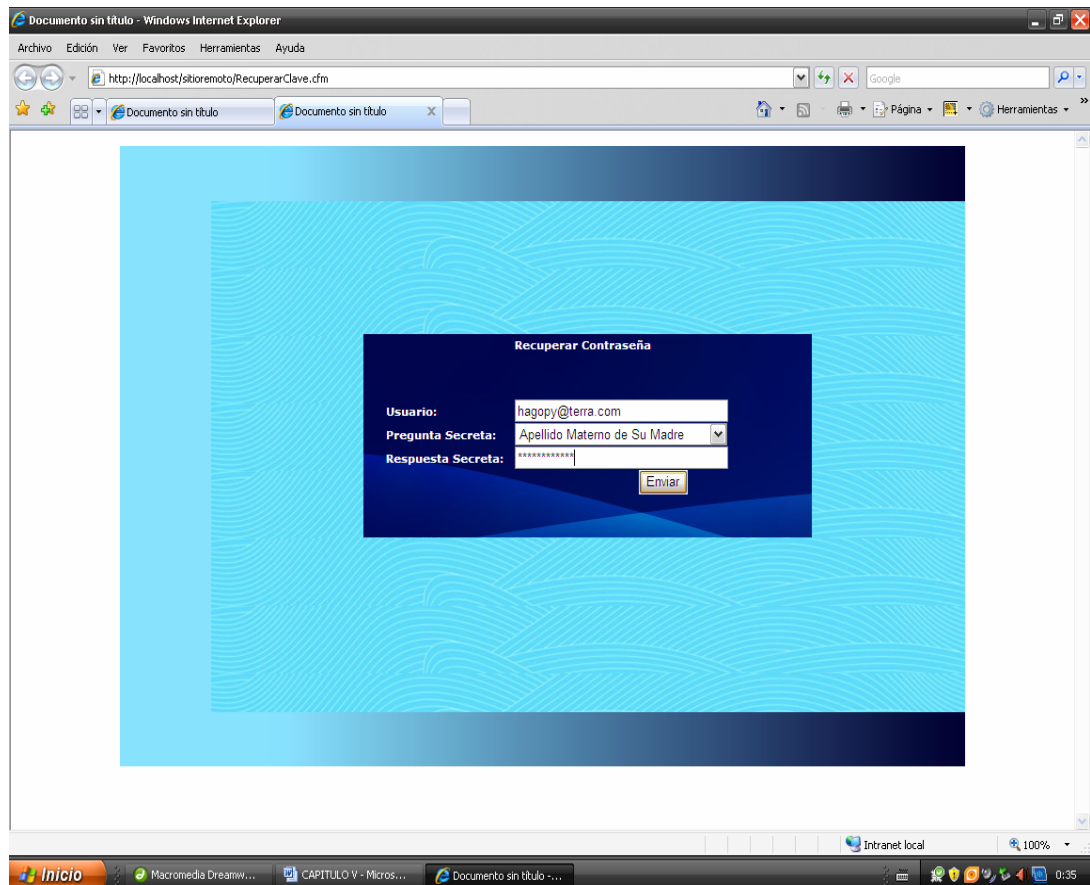 Documento sin título - Windows Internet Explorer
Archivo Edición Ver Favoritos Herramientas Ayuda
http://localhost/sitioremoto/RecuperarClave.cfm Google
Documento sin título Documento sin título X Página Herramientas »
Recuperar Contraseña
Usuario: hagopy@terra.com
Pregunta Secreta: Apellido Materno de Su Madre
Respuesta Secreta: ************
Enviar
Intranet local 100%
Inicio Macromedia Dreamw... CAPITULO V - Micros... Documento sin título -... 0:35